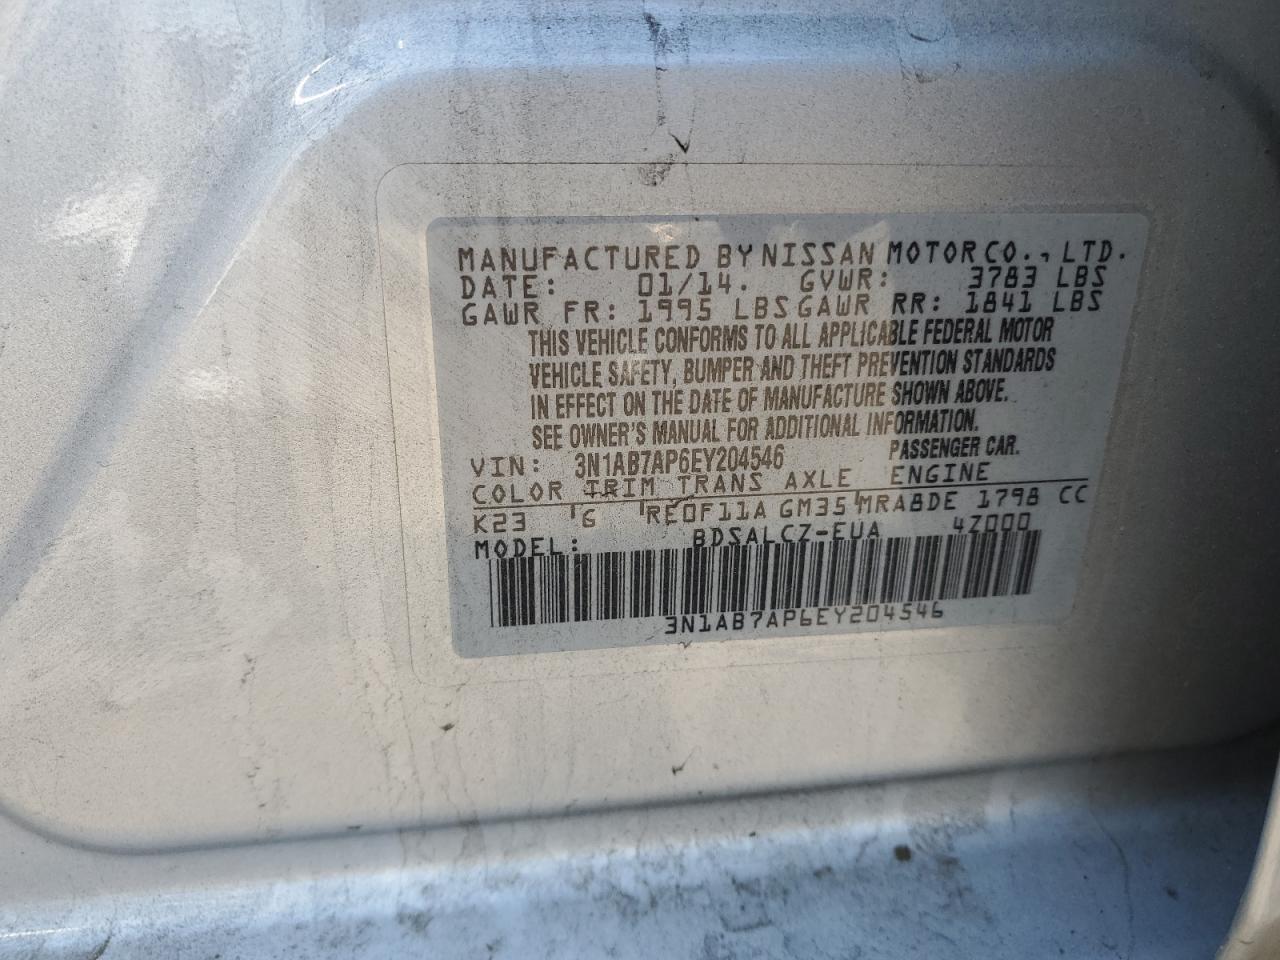 MANUFACTURED BY NISSAN MOTOR CO., LTD.
DATE: 01/14. GVWR: 3783 LBS
GAWR FR: 1995 LBS GAWR RR: 1841 LBS
THIS VEHICLE CONFORMS TO ALL APPLICABLE FEDERAL MOTOR
VEHICLE SAFETY, BUMPER AND THEFT PREVENTION STANDARDS
IN EFFECT ON THE DATE OF MANUFACTURE SHOWN ABOVE.
SEE OWNER'S MANUAL FOR ADDITIONAL INFORMATION.
VIN: 3N1AB7AP6EY204546 PASSENGER CAR.
COLOR TRIM TRANS AXLE ENGINE
K23 G RE0F11A GM35 MRA8DE 1798 CC
MODEL: BDSALCZ-EUA 4Z000
3N1AB7AP6EY204546